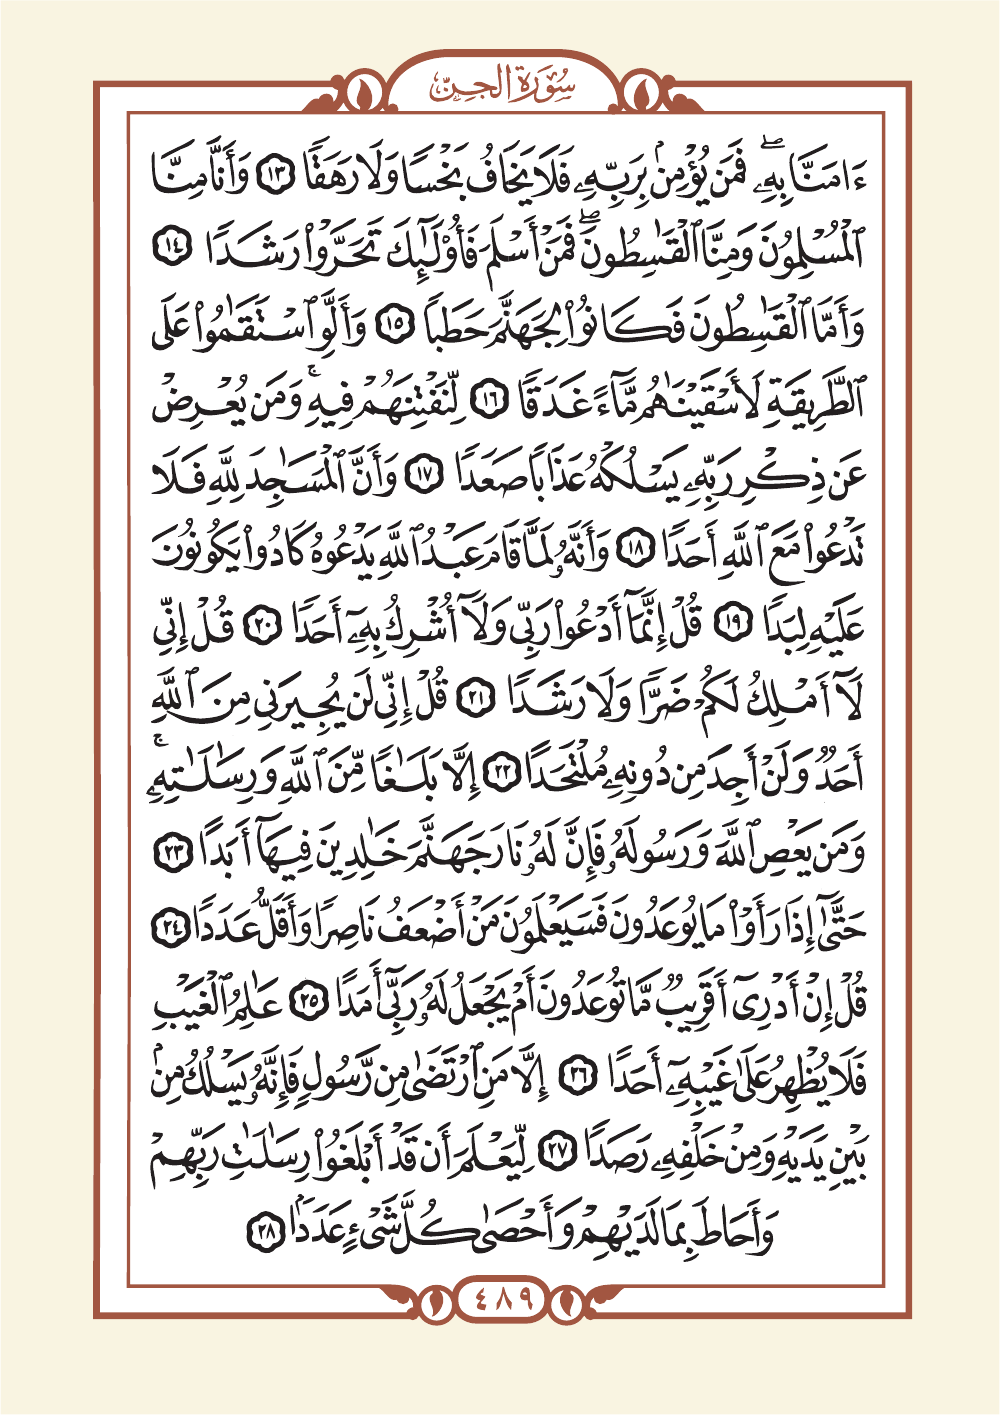 سُورَةُ الجِنّ
ءَامَنَّا بِهِۦۖ فَمَن يُؤْمِنۢ بِرَبِّهِۦ فَلَا يَخَافُ بَخْسًا وَلَا رَهَقًا ١٣ وَأَنَّا مِنَّا
ٱلْمُسْلِمُونَ وَمِنَّا ٱلْقَٰسِطُونَۖ فَمَنْ أَسْلَمَ فَأُو۟لَٰٓئِكَ تَحَرَّوْا۟ رَشَدًا ١٤
وَأَمَّا ٱلْقَٰسِطُونَ فَكَانُوا۟ لِجَهَنَّمَ حَطَبًا ١٥ وَأَلَّوِ ٱسْتَقَٰمُوا۟ عَلَى
ٱلطَّرِيقَةِ لَأَسْقَيْنَٰهُم مَّآءً غَدَقًا ١٦ لِّنَفْتِنَهُمْ فِيهِۚ وَمَن يُعْرِضْ
عَن ذِكْرِ رَبِّهِۦ يَسْلُكْهُ عَذَابًا صَعَدًا ١٧ وَأَنَّ ٱلْمَسَٰجِدَ لِلَّهِ فَلَا
تَدْعُوا۟ مَعَ ٱللَّهِ أَحَدًا ١٨ وَأَنَّهُۥ لَمَّا قَامَ عَبْدُ ٱللَّهِ يَدْعُوهُ كَادُوا۟ يَكُونُونَ
عَلَيْهِ لِبَدًا ١٩ قُلْ إِنَّمَآ أَدْعُوا۟ رَبِّى وَلَآ أُشْرِكُ بِهِۦٓ أَحَدًا ٢٠ قُلْ إِنِّى
لَآ أَمْلِكُ لَكُمْ ضَرًّا وَلَا رَشَدًا ٢١ قُلْ إِنِّى لَن يُجِيرَنِى مِنَ ٱللَّهِ
أَحَدٌ وَلَنْ أَجِدَ مِن دُونِهِۦ مُلْتَحَدًا ٢٢ إِلَّا بَلَٰغًا مِّنَ ٱللَّهِ وَرِسَٰلَٰتِهِۦۚ
وَمَن يَعْصِ ٱللَّهَ وَرَسُولَهُۥ فَإِنَّ لَهُۥ نَارَ جَهَنَّمَ خَٰلِدِينَ فِيهَآ أَبَدًا ٢٣
حَتَّىٰٓ إِذَا رَأَوْا۟ مَا يُوعَدُونَ فَسَيَعْلَمُونَ مَنْ أَضْعَفُ نَاصِرًا وَأَقَلُّ عَدَدًا ٢٤
قُلْ إِنْ أَدْرِىٓ أَقَرِيبٌ مَّا تُوعَدُونَ أَمْ يَجْعَلُ لَهُۥ رَبِّىٓ أَمَدًا ٢٥ عَٰلِمُ ٱلْغَيْبِ
فَلَا يُظْهِرُ عَلَىٰ غَيْبِهِۦٓ أَحَدًا ٢٦ إِلَّا مَنِ ٱرْتَضَىٰ مِن رَّسُولٍ فَإِنَّهُۥ يَسْلُكُ مِنۢ
بَيْنِ يَدَيْهِ وَمِنْ خَلْفِهِۦ رَصَدًا ٢٧ لِّيَعْلَمَ أَن قَدْ أَبْلَغُوا۟ رِسَٰلَٰتِ رَبِّهِمْ
وَأَحَاطَ بِمَا لَدَيْهِمْ وَأَحْصَىٰ كُلَّ شَىْءٍ عَدَدًۢا ٢٨
٤٨٩